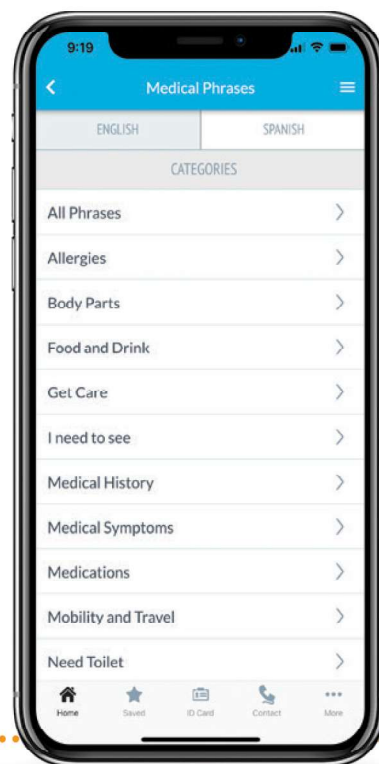 9:19
Medical Phrases
ENGLISH SPANISH
CATEGORIES
All Phrases
Allergies
Body Parts
Food and Drink
Get Care
I need to see
Medical History
Medical Symptoms
Medications
Mobility and Travel
Need Toilet
Home Saved ID Card Contact More